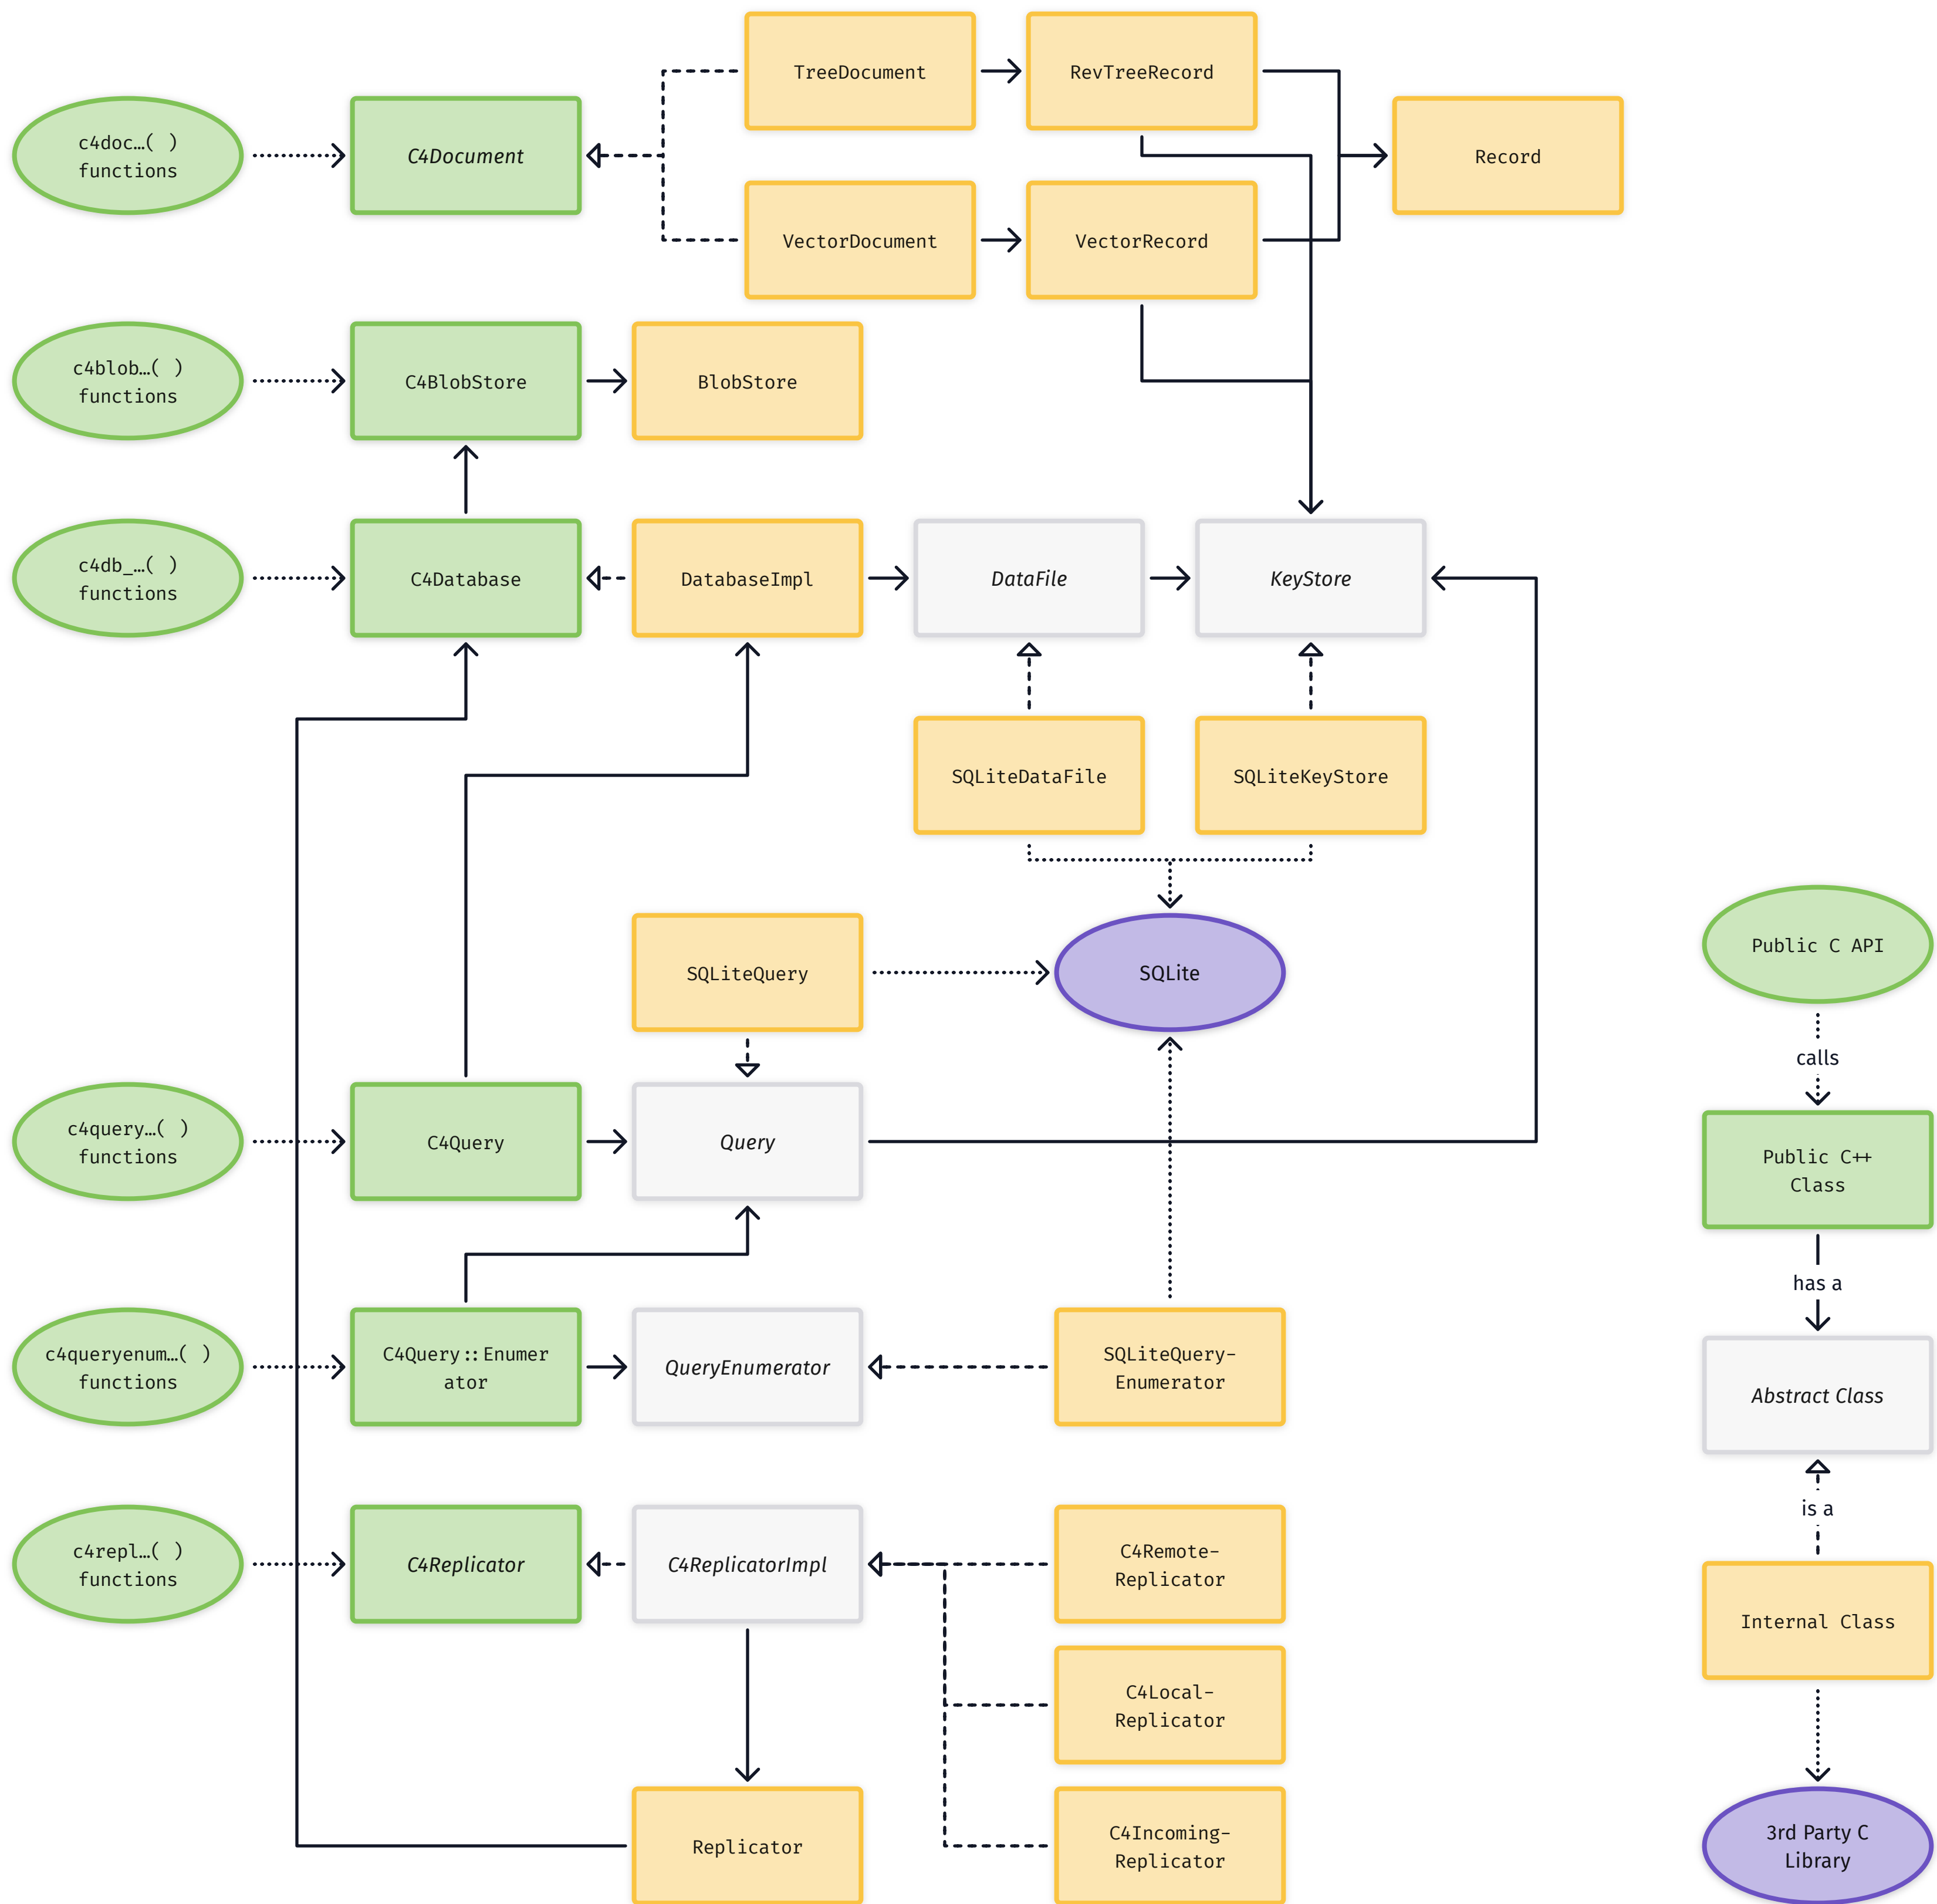 TreeDocument
RevTreeRecord
c4doc…( )
functions
C4Document
Record
VectorDocument
VectorRecord
c4blob…( )
functions
C4BlobStore
BlobStore
c4db_…( )
functions
C4Database
DatabaseImpl
DataFile
KeyStore
SQLiteDataFile
SQLiteKeyStore
SQLiteQuery
SQLite
c4query…( )
functions
C4Query
Query
c4queryenum…( )
functions
C4Query::Enumer
ator
QueryEnumerator
SQLiteQuery-
Enumerator
c4repl…( )
functions
C4Replicator
C4ReplicatorImpl
C4Remote-
Replicator
C4Local-
Replicator
Replicator
C4Incoming-
Replicator
Public C API
calls
Public C++
Class
has a
Abstract Class
is a
Internal Class
3rd Party C
Library